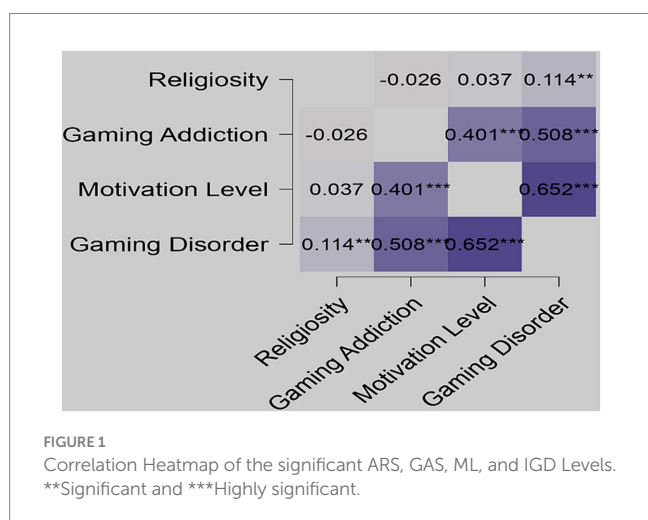 Religiosity -0.026 0.037 0.114**
Gaming Addiction -0.026 0.401*** 0.508***
Motivation Level 0.037 0.401*** 0.652***
Gaming Disorder 0.114** 0.508*** 0.652***
Religiosity
Gaming Addiction
Motivation Level
Gaming Disorder
FIGURE 1
Correlation Heatmap of the significant ARS, GAS, ML, and IGD Levels.
**Significant and ***Highly significant.